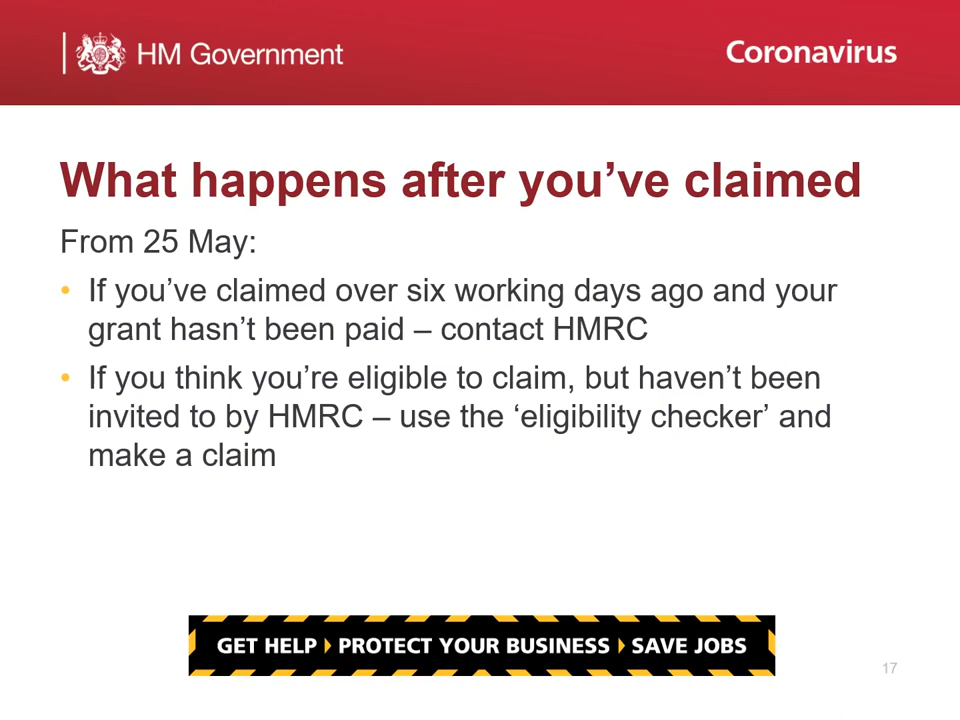 HM Government
Coronavirus
What happens after you’ve claimed
From 25 May:
• If you’ve claimed over six working days ago and your
grant hasn’t been paid – contact HMRC
• If you think you’re eligible to claim, but haven’t been
invited to by HMRC – use the ‘eligibility checker’ and
make a claim
GET HELP › PROTECT YOUR BUSINESS › SAVE JOBS
17